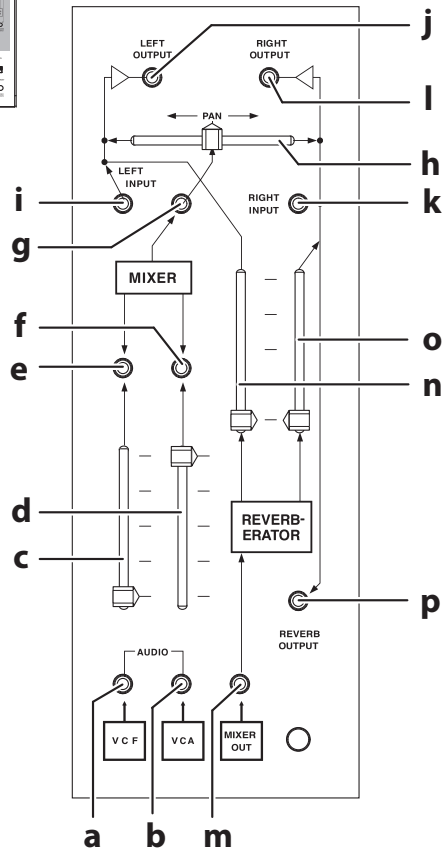 j
LEFT
OUTPUT
RIGHT
OUTPUT
l
PAN
h
LEFT
INPUT
i
RIGHT
INPUT
k
g
MIXER
f
o
e
n
d
REVERB-
ERATOR
c
p
REVERB
OUTPUT
AUDIO
VCF
VCA
MIXER
OUT
a
b
m